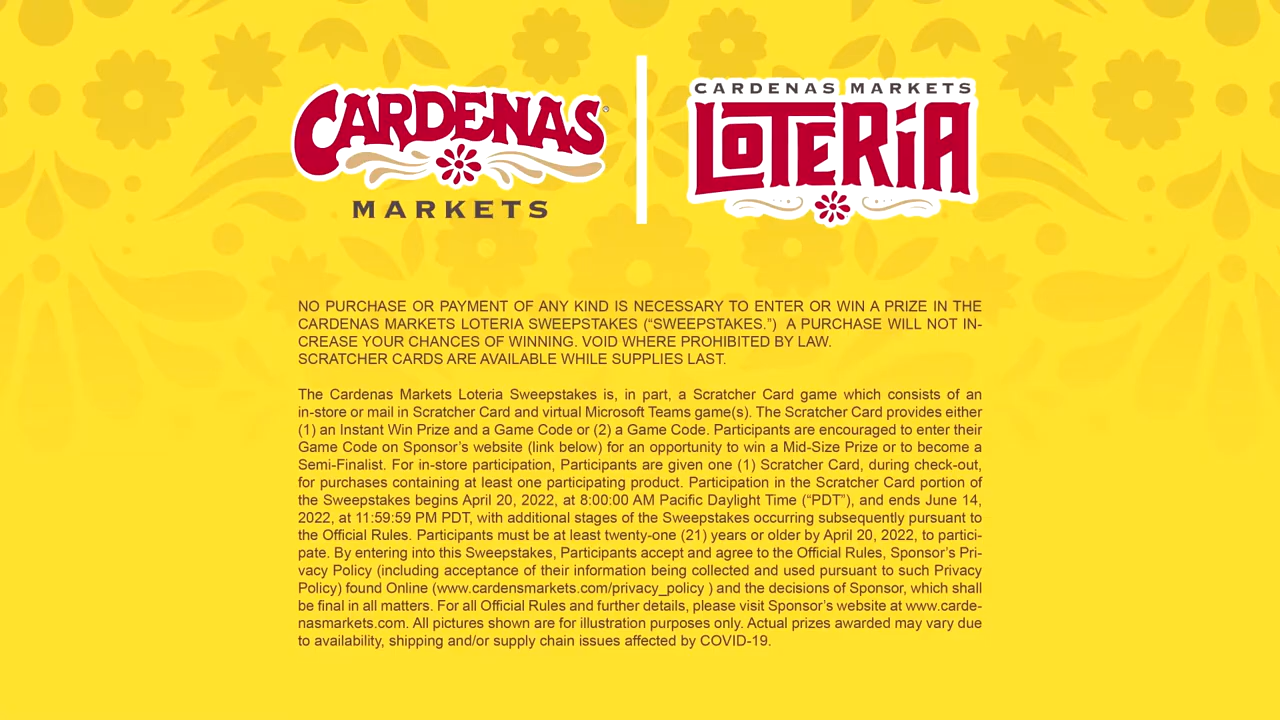 CARDENAS
MARKETS
CARDENAS MARKETS
LOTERiA
NO PURCHASE OR PAYMENT OF ANY KIND IS NECESSARY TO ENTER OR WIN A PRIZE IN THE
CARDENAS MARKETS LOTERIA SWEEPSTAKES (“SWEEPSTAKES.”)  A PURCHASE WILL NOT IN-
CREASE YOUR CHANCES OF WINNING. VOID WHERE PROHIBITED BY LAW.
SCRATCHER CARDS ARE AVAILABLE WHILE SUPPLIES LAST.
The Cardenas Markets Loteria Sweepstakes is, in part, a Scratcher Card game which consists of an
in-store or mail in Scratcher Card and virtual Microsoft Teams game(s). The Scratcher Card provides either
(1) an Instant Win Prize and a Game Code or (2) a Game Code. Participants are encouraged to enter their
Game Code on Sponsor’s website (link below) for an opportunity to win a Mid-Size Prize or to become a
Semi-Finalist. For in-store participation, Participants are given one (1) Scratcher Card, during check-out,
for purchases containing at least one participating product. Participation in the Scratcher Card portion of
the Sweepstakes begins April 20, 2022, at 8:00:00 AM Pacific Daylight Time (“PDT”), and ends June 14,
2022, at 11:59:59 PM PDT, with additional stages of the Sweepstakes occurring subsequently pursuant to
the Official Rules. Participants must be at least twenty-one (21) years or older by April 20, 2022, to partici-
pate. By entering into this Sweepstakes, Participants accept and agree to the Official Rules, Sponsor’s Pri-
vacy Policy (including acceptance of their information being collected and used pursuant to such Privacy
Policy) found Online (www.cardensmarkets.com/privacy_policy ) and the decisions of Sponsor, which shall
be final in all matters. For all Official Rules and further details, please visit Sponsor’s website at www.carde-
nasmarkets.com. All pictures shown are for illustration purposes only. Actual prizes awarded may vary due
to availability, shipping and/or supply chain issues affected by COVID-19.